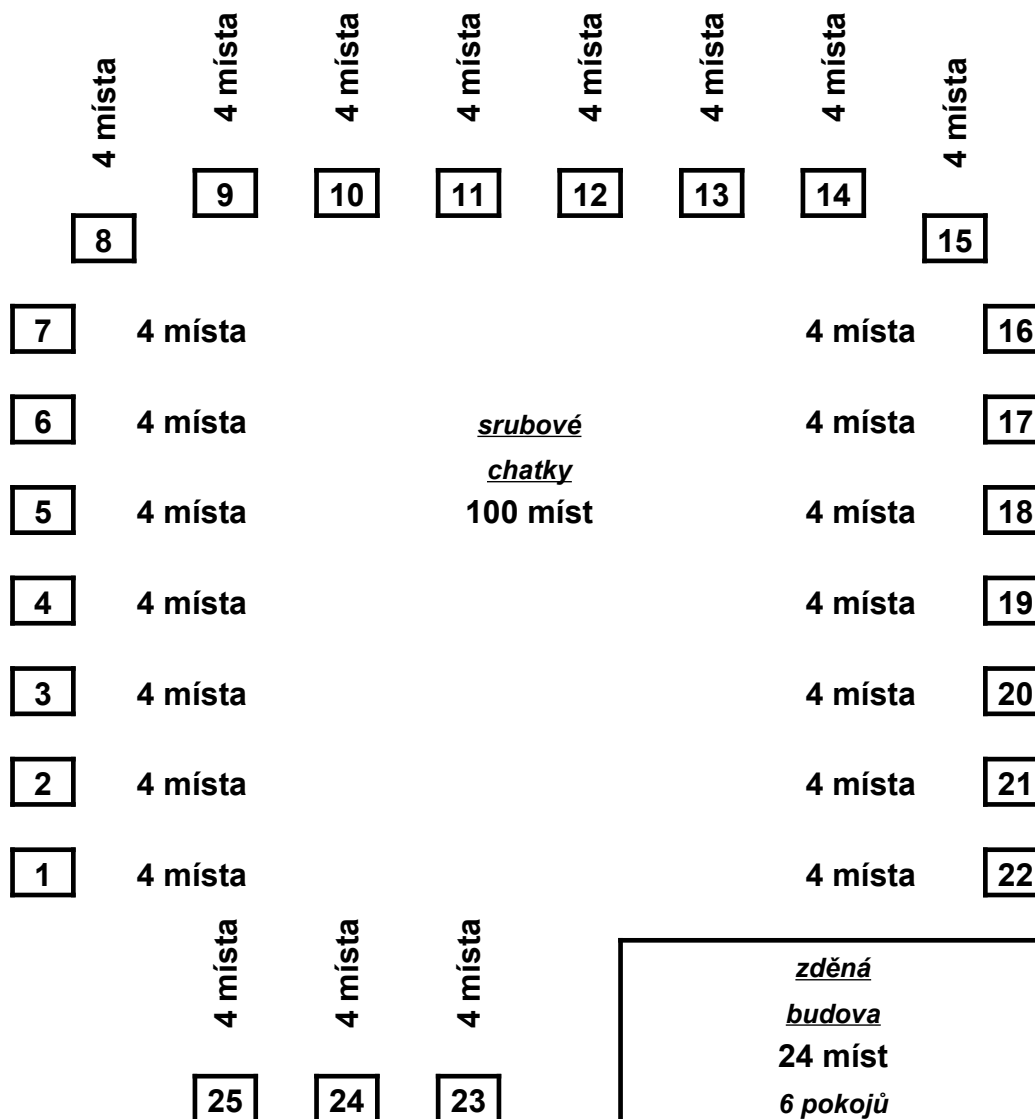 4 místa
4 místa
4 místa
4 místa
4 místa
4 místa
4 místa
4 místa
9 10 11 12 13 14
8 15
7 4 místa 4 místa 16
6 4 místa srubové 4 místa 17
chatky
5 4 místa 100 míst 4 místa 18
4 4 místa 4 místa 19
3 4 místa 4 místa 20
2 4 místa 4 místa 21
1 4 místa 4 místa 22
4 místa
4 místa
4 místa
zděná
budova
24 míst
25 24 23 6 pokojů